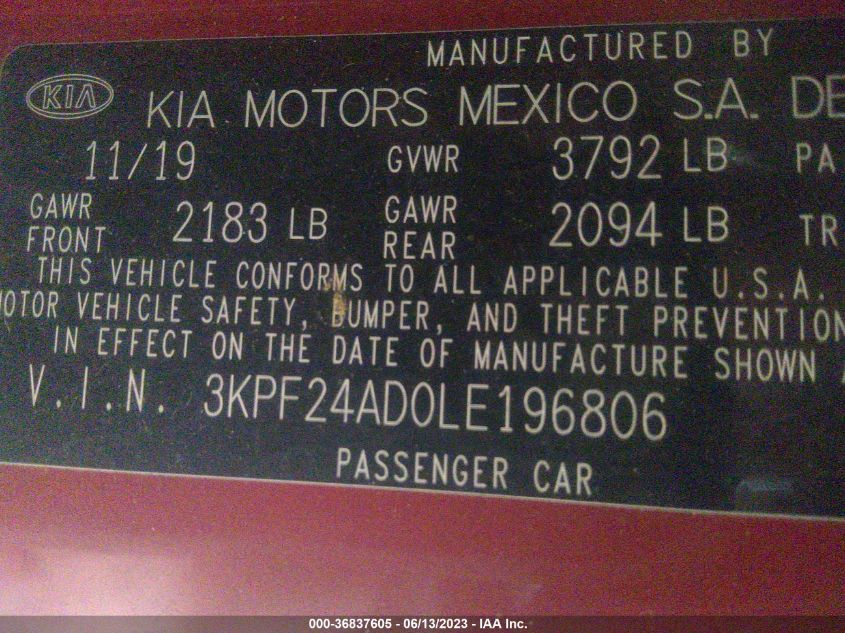 MANUFACTURED BY
KIA KIA MOTORS MEXICO S.A. DE
11/19 GVWR 3792 LB PA
GAWR FRONT 2183 LB GAWR REAR 2094 LB TR
THIS VEHICLE CONFORMS TO ALL APPLICABLE U.S.A.
MOTOR VEHICLE SAFETY, BUMPER, AND THEFT PREVENTION
IN EFFECT ON THE DATE OF MANUFACTURE SHOWN
V.I.N. 3KPF24AD0LE196806
PASSENGER CAR
000-36837605 - 06/13/2023 - IAA Inc.